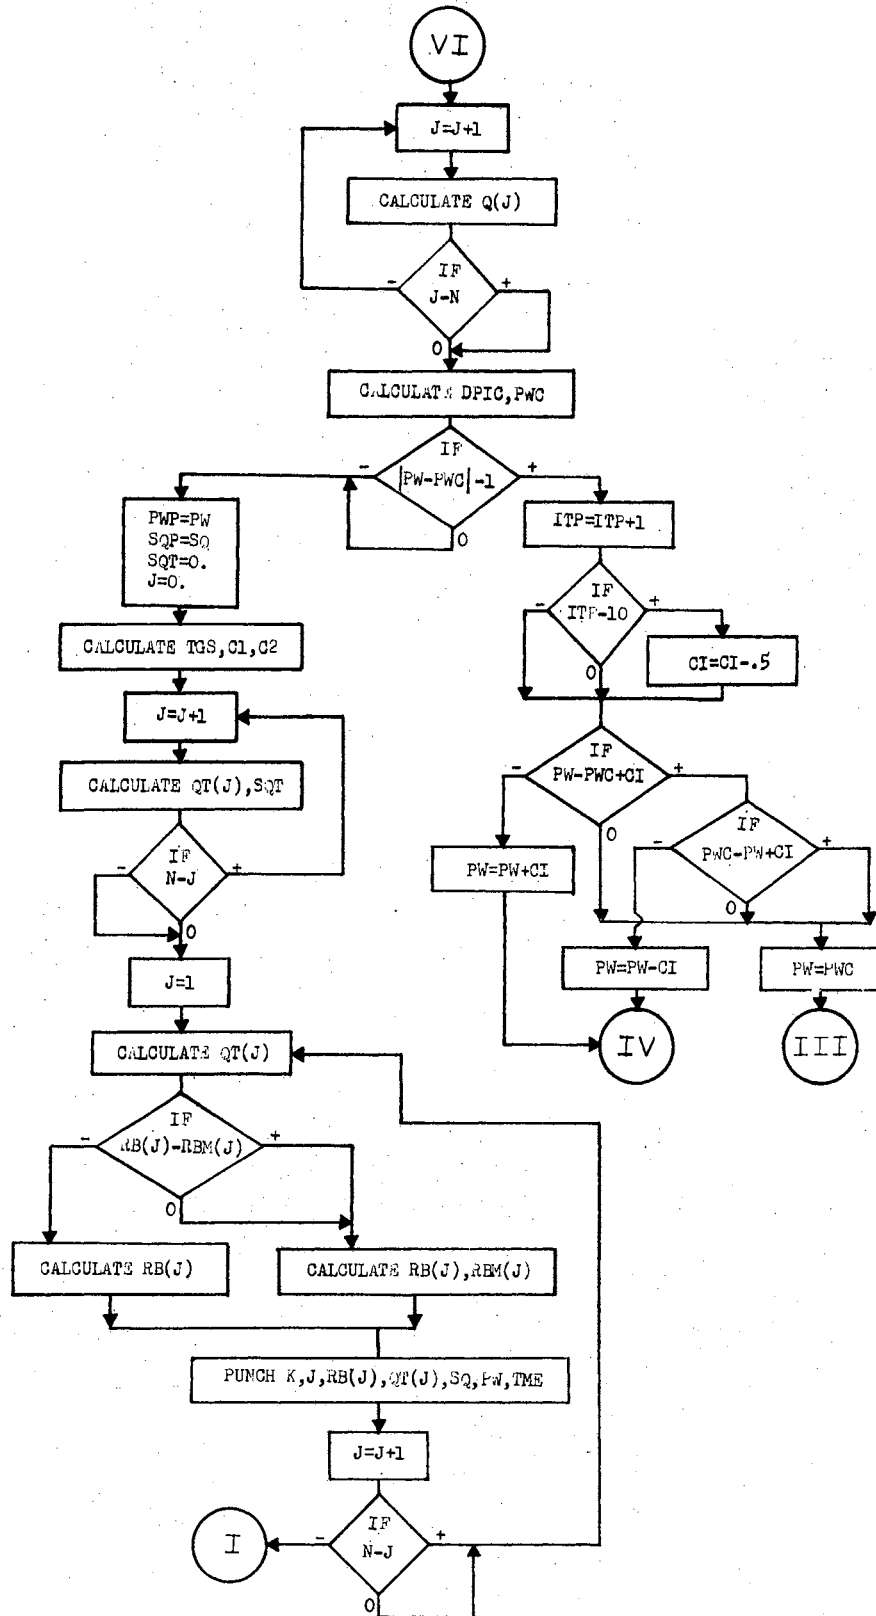 VI
J=J+1
CALCULATE Q(J)
IF
J-N
-
+
0
CALCULATE DPIC,PWC
IF
|PW-PWC|-1
-
+
0
PWP=PW
SQP=SQ
SQT=0.
J=0.
ITP=ITP+1
IF
ITP-10
-
+
0
CI=CI-.5
CALCULATE TGS,C1,C2
J=J+1
CALCULATE QT(J),SQT
IF
N-J
-
+
0
IF
PW-PWC+CI
-
+
0
PW=PW+CI
IF
PWC-PW+CI
-
+
0
PW=PW-CI
PW=PWC
IV
III
J=1
CALCULATE QT(J)
IF
RB(J)-RBM(J)
-
+
0
CALCULATE RB(J)
CALCULATE RB(J),RBM(J)
PUNCH K,J,RB(J),QT(J),SQ,PW,TME
J=J+1
IF
N-J
-
+
0
I